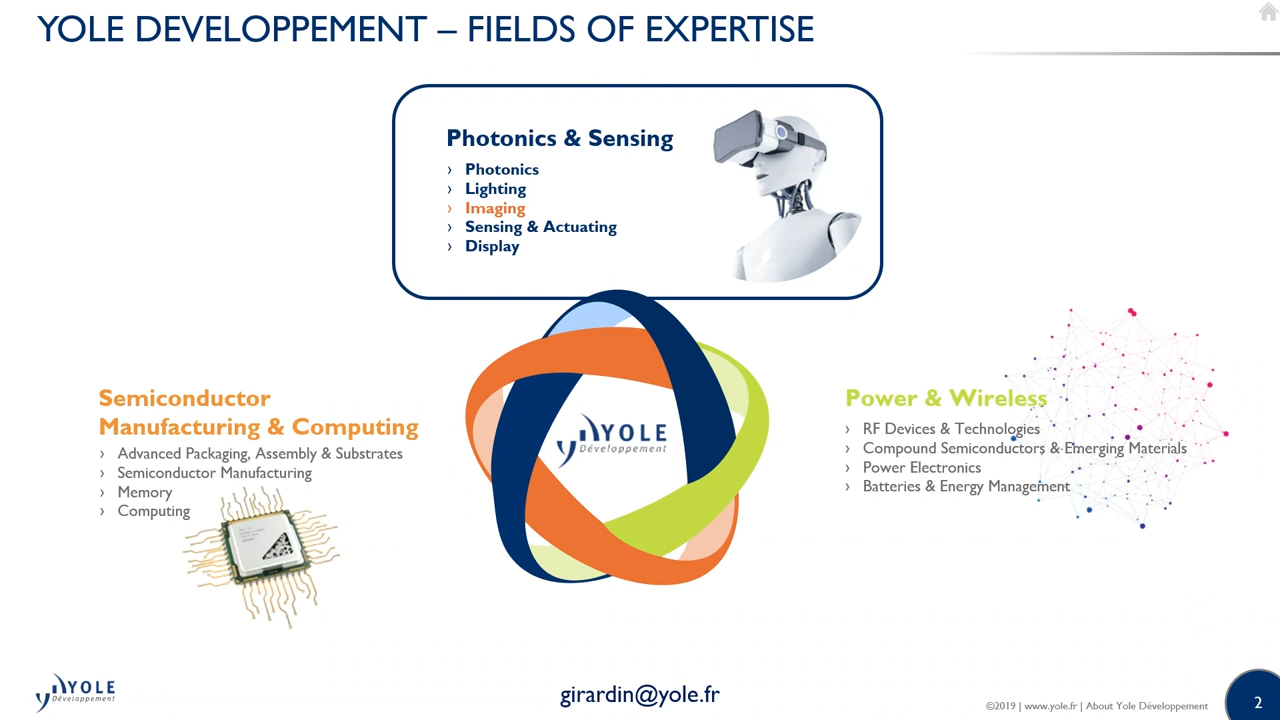 YOLE DEVELOPPEMENT – FIELDS OF EXPERTISE
Photonics & Sensing
› Photonics
› Lighting
› Imaging
› Sensing & Actuating
› Display
Semiconductor
Manufacturing & Computing
› Advanced Packaging, Assembly & Substrates
› Semiconductor Manufacturing
› Memory
› Computing
YOLE
Développement
Power & Wireless
› RF Devices & Technologies
› Compound Semiconductors & Emerging Materials
› Power Electronics
› Batteries & Energy Management
YOLE
Développement
girardin@yole.fr
©2019 | www.yole.fr | About Yole Développement
2